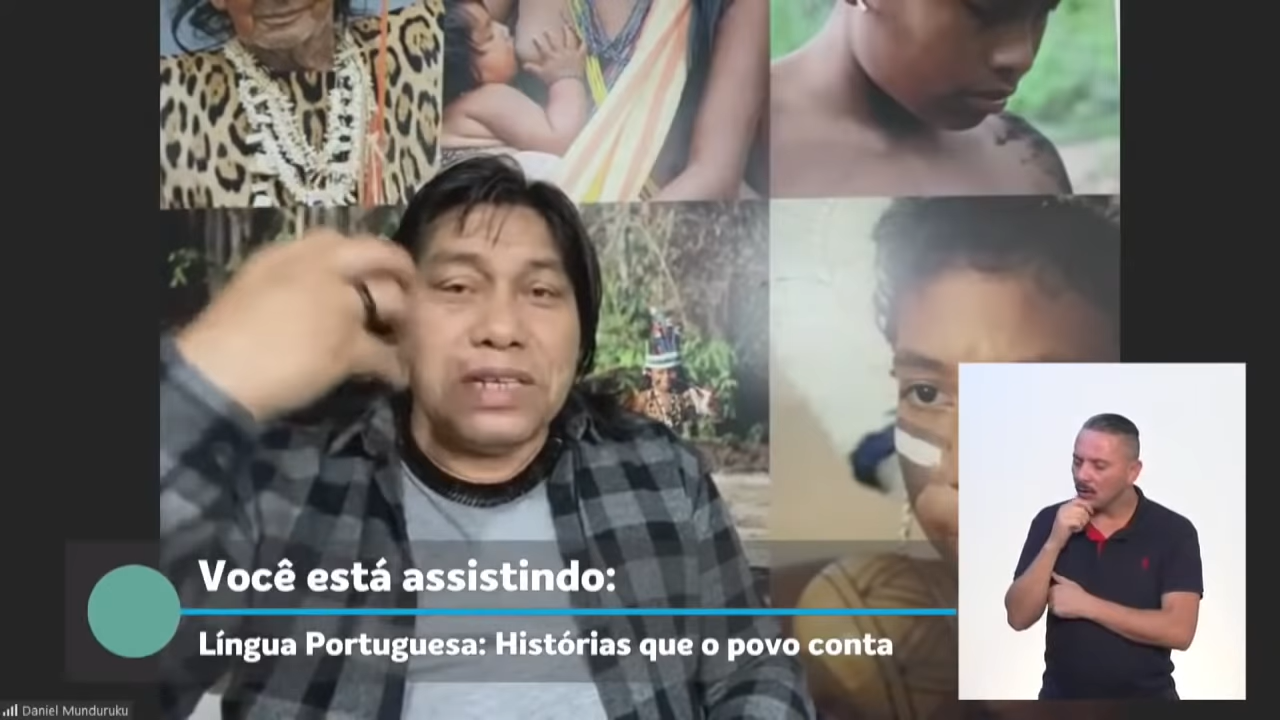 Você está assistindo:
Língua Portuguesa: Histórias que o povo conta
Daniel Munduruku